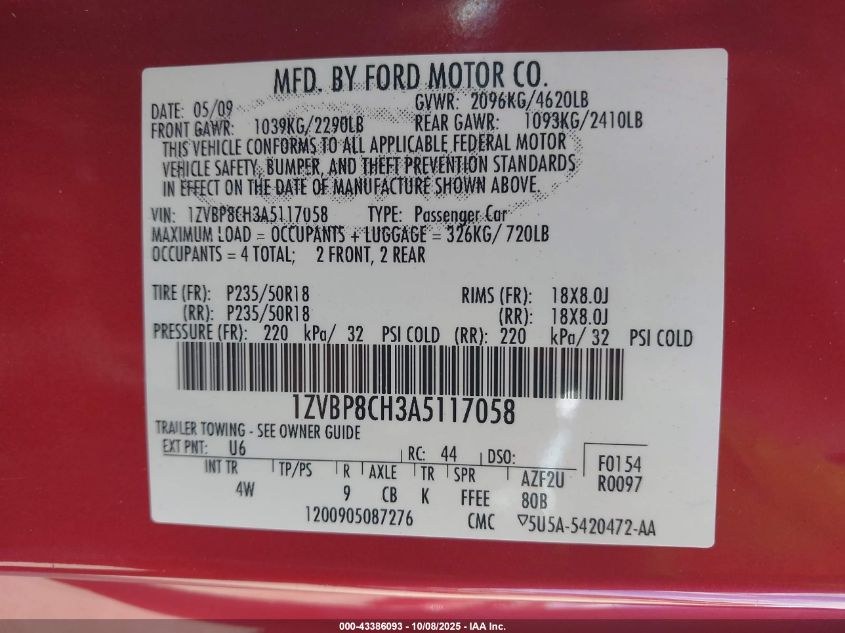 MFD. BY FORD MOTOR CO.
DATE: 05/09 GVWR: 2096KG/4620LB
FRONT GAWR: 1039KG/2290LB REAR GAWR: 1093KG/2410LB
THIS VEHICLE CONFORMS TO ALL APPLICABLE FEDERAL MOTOR
VEHICLE SAFETY, BUMPER, AND THEFT PREVENTION STANDARDS
IN EFFECT ON THE DATE OF MANUFACTURE SHOWN ABOVE.
VIN: 1ZVBP8CH3A5117058 TYPE: Passenger Car
MAXIMUM LOAD = OCCUPANTS + LUGGAGE = 326KG/ 720LB
OCCUPANTS = 4 TOTAL; 2 FRONT, 2 REAR
TIRE (FR): P235/50R18 RIMS (FR): 18X8.0J
(RR): P235/50R18 (RR): 18X8.0J
PRESSURE (FR): 220 kPa/ 32 PSI COLD (RR): 220 kPa/ 32 PSI COLD
1ZVBP8CH3A5117058
TRAILER TOWING - SEE OWNER GUIDE
EXT PNT: U6 RC: 44 DSO: F0154
INT TR TP/PS R AXLE TR SPR AZF2U R0097
4W 9 CB K FFEE 80B
1200905087276 CMC ▽5U5A-5420472-AA
000-43386093 - 10/08/2025 - IAA Inc.